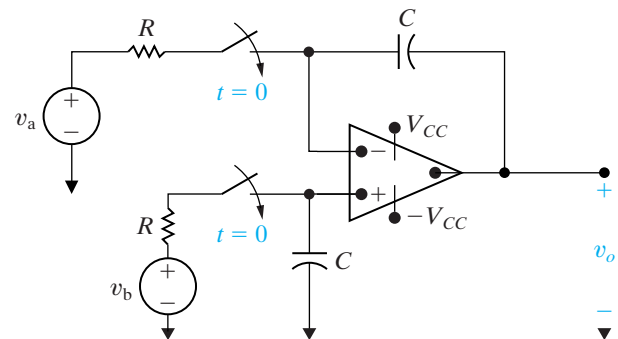 R
C
t = 0
+
−
v_a
V_CC
−
+
−V_CC
+
v_o
−
R
t = 0
C
+
−
v_b